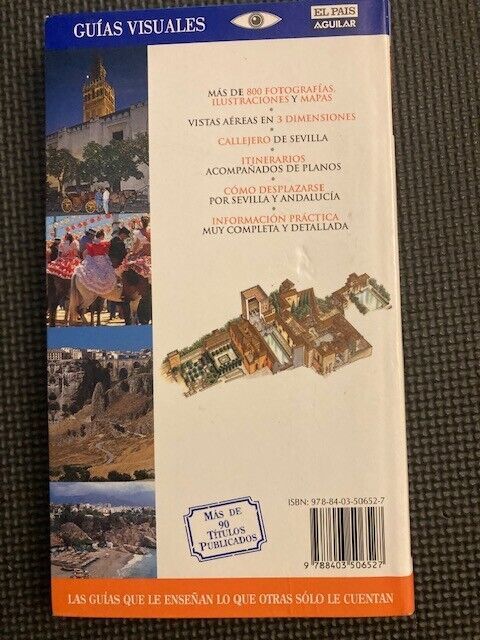 GUÍAS VISUALES
EL PAIS
AGUILAR
MÁS DE 800 FOTOGRAFÍAS,
ILUSTRACIONES Y MAPAS
•
VISTAS AÉREAS EN 3 DIMENSIONES
•
CALLEJERO DE SEVILLA
•
ITINERARIOS
ACOMPAÑADOS DE PLANOS
•
CÓMO DESPLAZARSE
POR SEVILLA Y ANDALUCÍA
•
INFORMACIÓN PRÁCTICA
MUY COMPLETA Y DETALLADA
MÁS DE
90
TÍTULOS
PUBLICADOS
ISBN: 978-84-03-50652-7
9 788403 506527
LAS GUÍAS QUE LE ENSEÑAN LO QUE OTRAS SÓLO LE CUENTAN